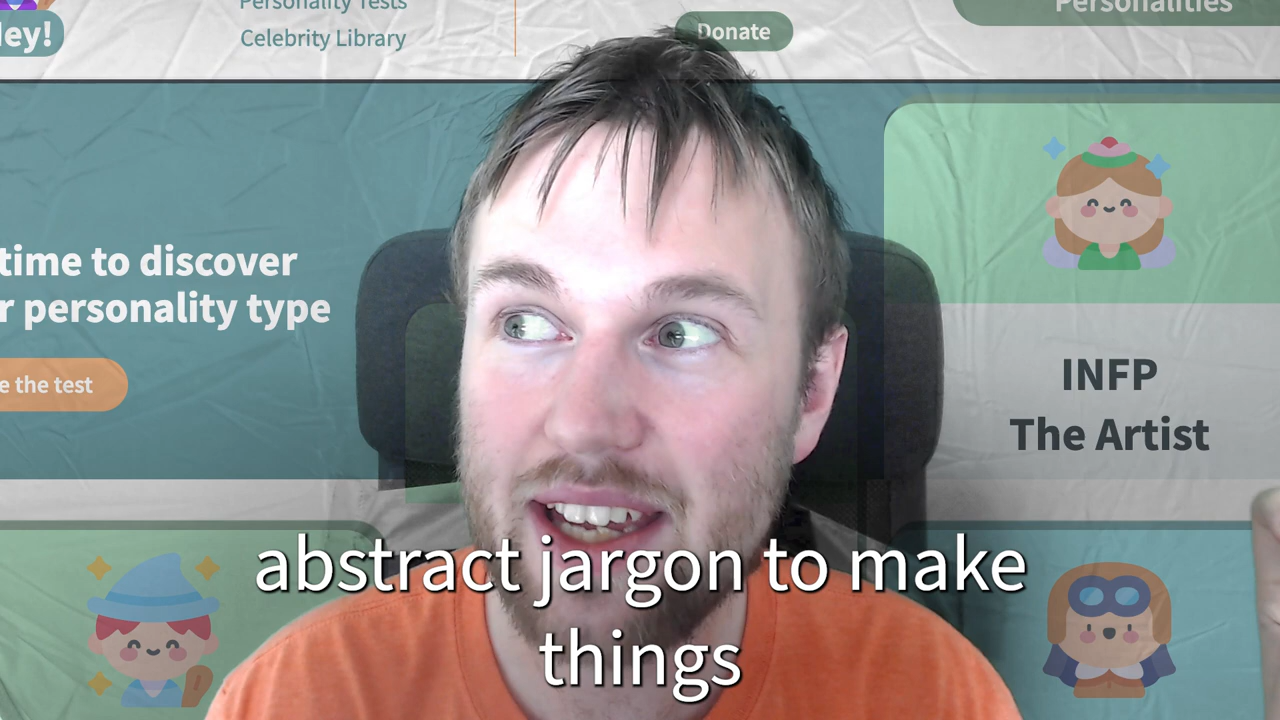 Personality Tests
Celebrity Library
Donate
Personalities
ey!
time to discover
r personality type
e the test
INFP
The Artist
abstract jargon to make
things